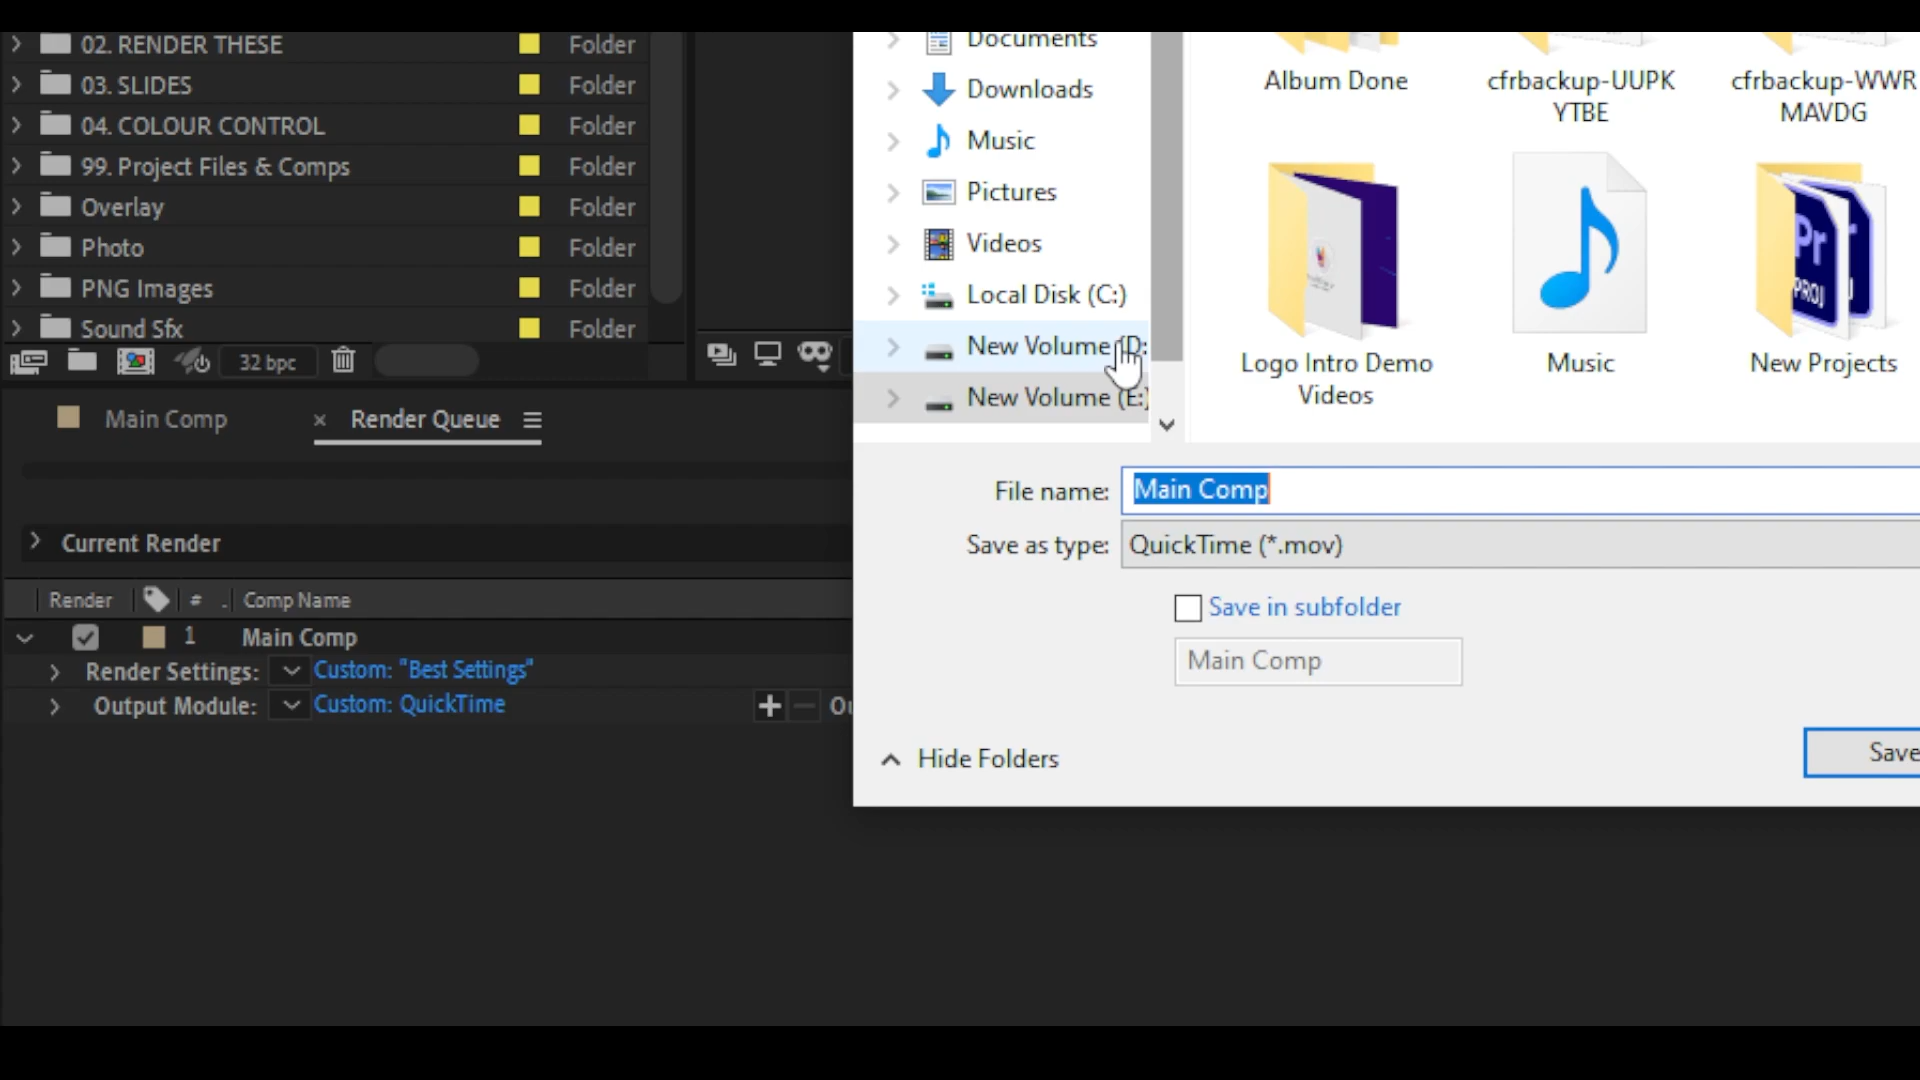 02. RENDER THESE Folder
03. SLIDES Folder
04. COLOUR CONTROL Folder
99. Project Files & Comps Folder
Overlay Folder
Photo Folder
PNG Images Folder
Sound Sfx Folder
32 bpc
Main Comp
× Render Queue
Current Render
Render # . Comp Name
1 Main Comp
Render Settings: Custom: "Best Settings"
Output Module: Custom: QuickTime
Documents
Downloads
Music
Pictures
Videos
Local Disk (C:)
New Volume (D:
New Volume (E:)
Album Done
cfrbackup-UUPK
YTBE
cfrbackup-WWR
MAVDG
Logo Intro Demo
Videos
Music
Pr
PROJ
New Projects
File name: Main Comp
Save as type: QuickTime (*.mov)
Save in subfolder
Main Comp
Hide Folders
Save